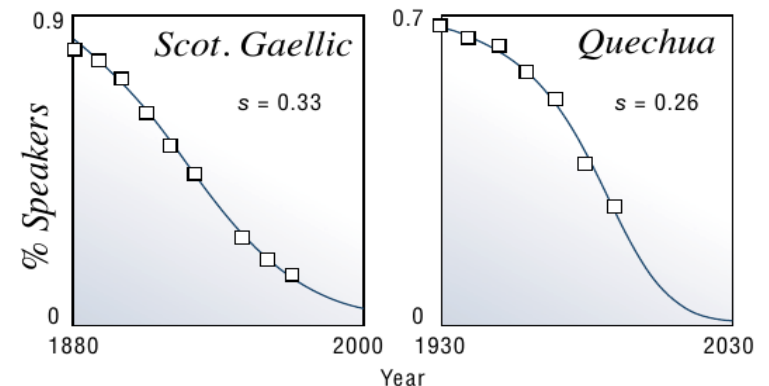 0.9
Scot. Gaellic
s = 0.33
% Speakers
0
1880
2000
0.7
Quechua
s = 0.26
0
1930
2030
Year